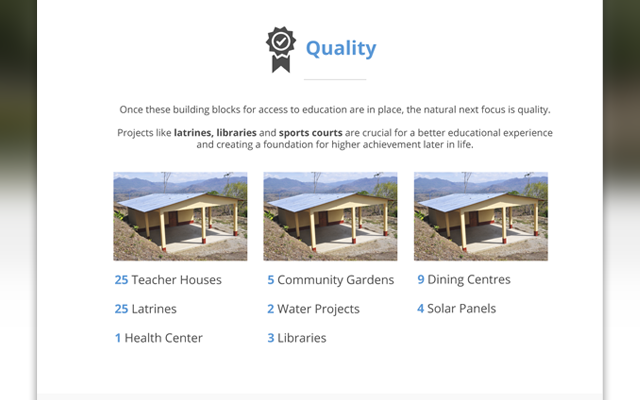 Quality
Once these building blocks for access to education are in place, the natural next focus is quality.
Projects like latrines, libraries and sports courts are crucial for a better educational experience
and creating a foundation for higher achievement later in life.
25 Teacher Houses
25 Latrines
1 Health Center
5 Community Gardens
2 Water Projects
3 Libraries
9 Dining Centres
4 Solar Panels